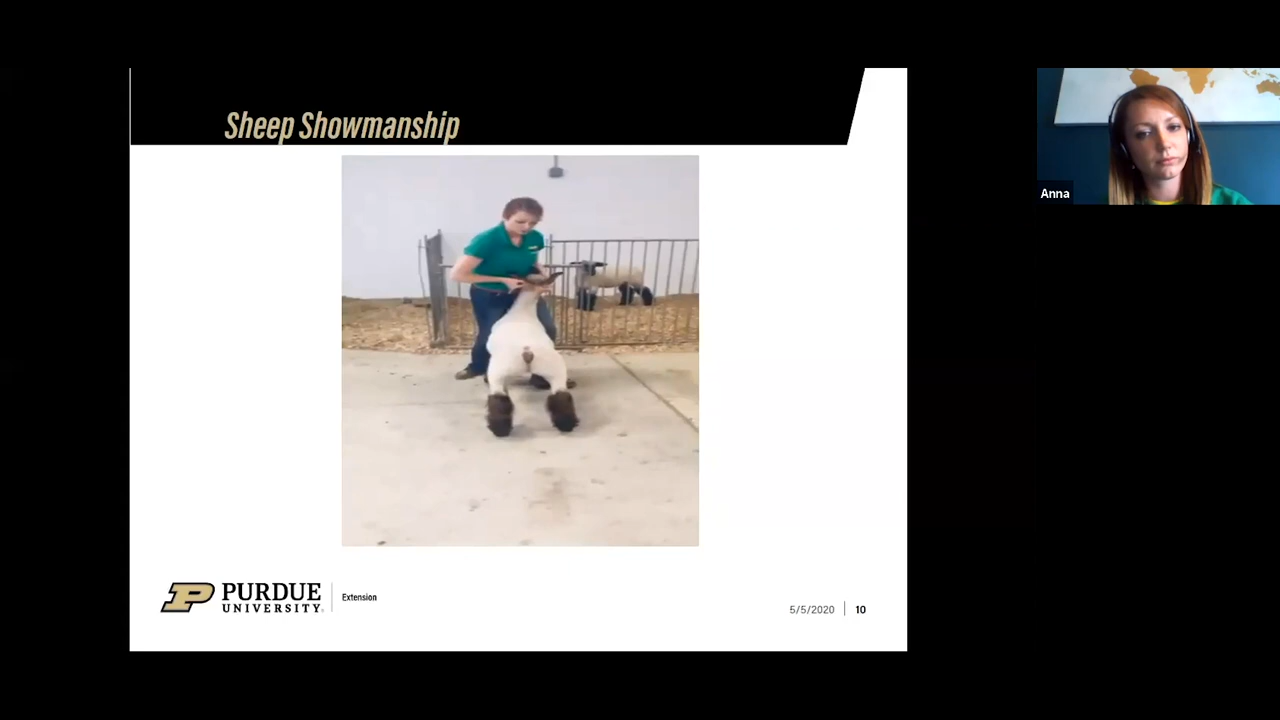 Sheep Showmanship
Anna
PURDUE
UNIVERSITY
Extension
5/5/2020
10